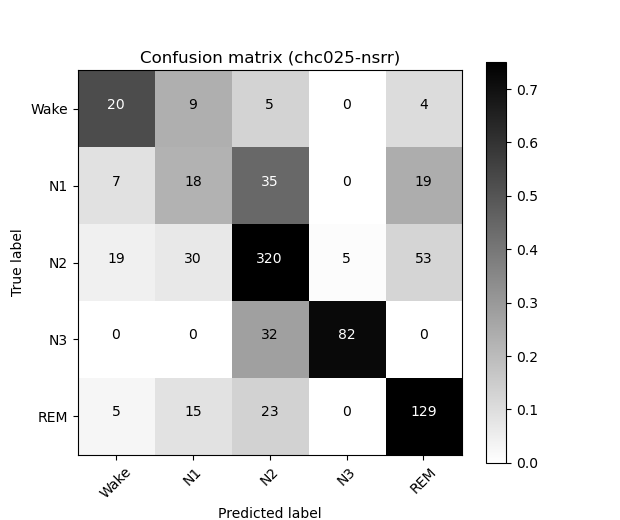 Confusion matrix (chc025-nsrr)
Wake 20 9 5 0 4
N1 7 18 35 0 19
N2 19 30 320 5 53
N3 0 0 32 82 0
REM 5 15 23 0 129
Wake N1 N2 N3 REM
Predicted label
True label
0.7
0.6
0.5
0.4
0.3
0.2
0.1
0.0